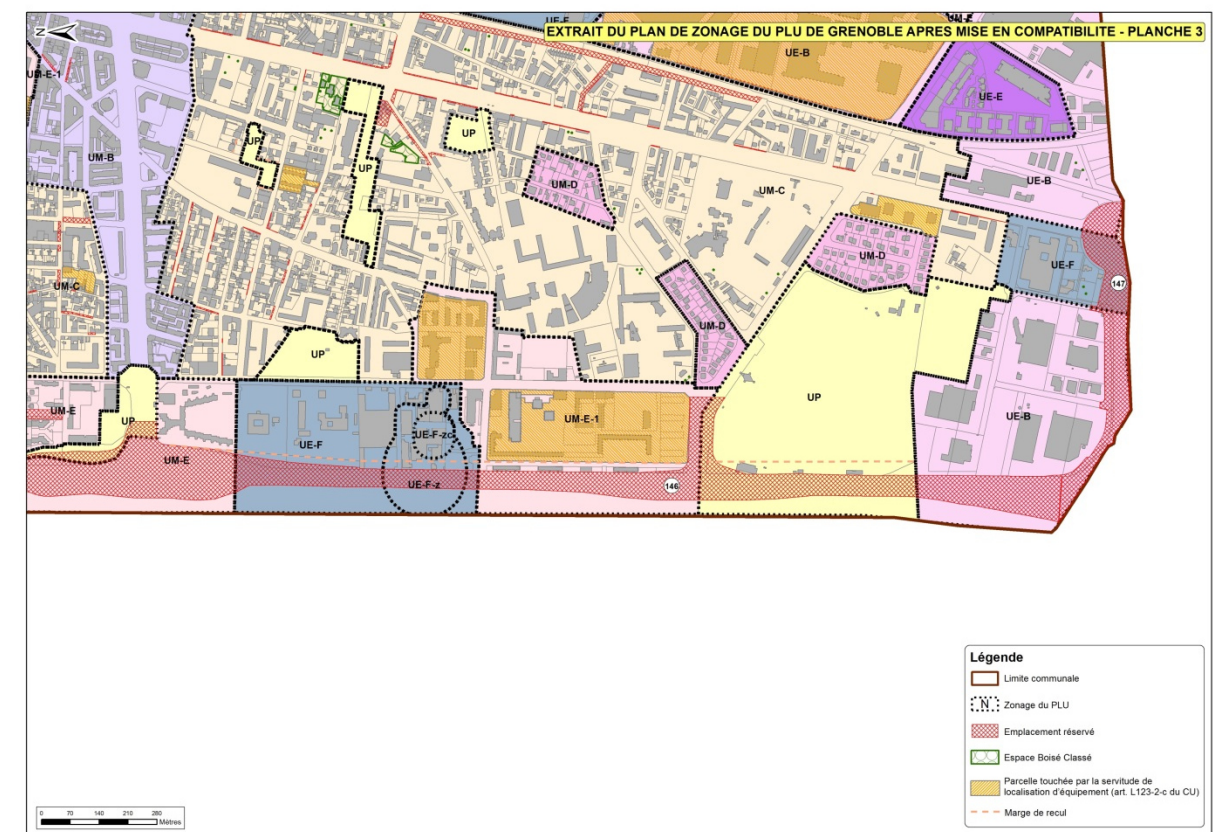 N
EXTRAIT DU PLAN DE ZONAGE DU PLU DE GRENOBLE APRES MISE EN COMPATIBILITE - PLANCHE 3
UE-F
UM-E
UE-B
UM-E-1
UE-E
UM-B
UP
UP
UP
UM-D
UM-C
UE-B
UM-D
UE-F
UM-C
147
UM-D
UP
UP
UM-E
UP
UM-E-1
UE-B
UE-F
UE-F-zc
UM-E
UE-F-z
146
Légende
Limite communale
N Zonage du PLU
Emplacement réservé
Espace Boisé Classé
Parcelle touchée par la servitude de
localisation d'équipement (art. L123-2-c du CU)
Marge de recul
0 70 140 210 280
Mètres